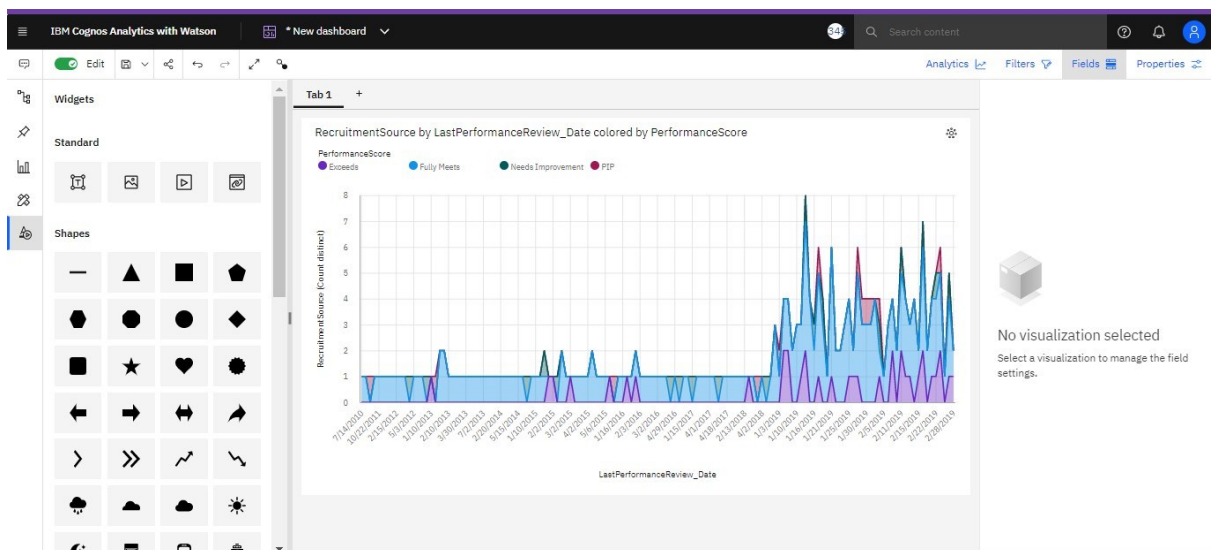 IBM Cognos Analytics with Watson
* New dashboard
Search content
Edit
Analytics
Filters
Fields
Properties
Widgets
Standard
Shapes
Tab 1 +
RecruitmentSource by LastPerformanceReview_Date colored by PerformanceScore
PerformanceScore
Exceeds Fully Meets Needs Improvement PIP
RecruitmentSource (Count distinct)
8
7
6
5
4
3
2
1
0
7/14/2010 10/22/2011 2/15/2012 5/3/2012 1/10/2013 2/10/2013 3/30/2013 7/2/2013 2/20/2014 5/15/2014 1/10/2015 2/2/2015 3/2/2015 4/2/2015 5/6/2015 1/16/2016 2/3/2016 3/2/2016 4/20/2016 1/15/2017 4/1/2017 4/18/2017 2/13/2018 4/2/2018 1/3/2019 1/10/2019 1/16/2019 1/21/2019 1/25/2019 1/30/2019 2/5/2019 2/11/2019 2/15/2019 2/22/2019 2/28/2019
LastPerformanceReview_Date
No visualization selected
Select a visualization to manage the field
settings.